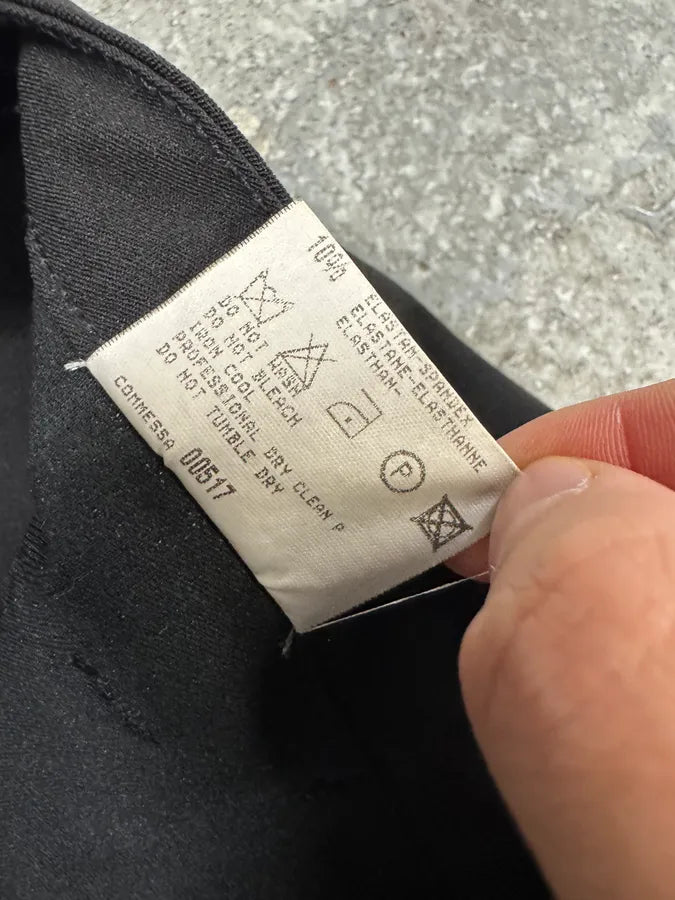 10%
ELASTAN-SPANDEX
ELASTANE-ELASTHANNE
ELASTHAN-
DO NOT WASH
DO NOT BLEACH
IRON COOL
PROFESSIONAL DRY CLEAN P
DO NOT TUMBLE DRY
P
COMMESSA 00517